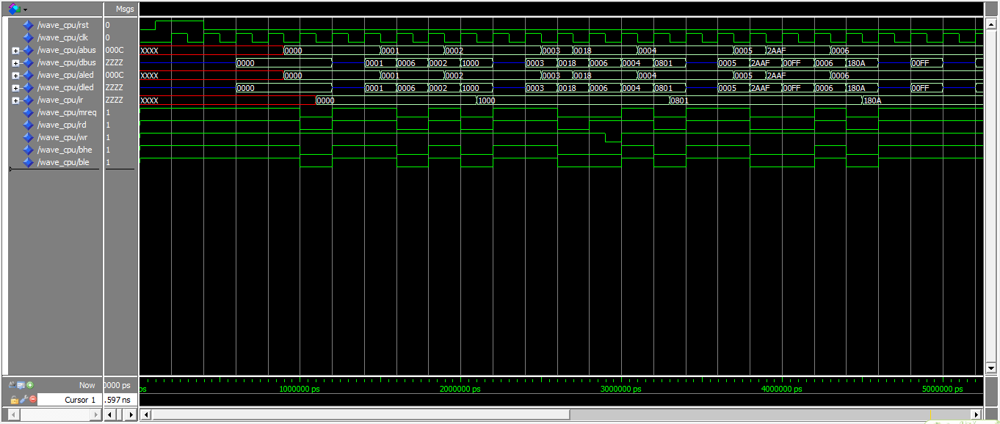 Msgs
/wave_cpu/rst 0
/wave_cpu/clk 0
/wave_cpu/abus 000C XXXX 0000 0001 0002 0003 0018 0004 0005 2AAF 0006
/wave_cpu/dbus ZZZZ 0000 0001 0006 0002 1000 0003 0018 0006 0004 0801 0005 2AAF 00FF 0006 180A 00FF
/wave_cpu/aled 000C XXXX 0000 0001 0002 0003 0018 0004 0005 2AAF 0006
/wave_cpu/dled ZZZZ 0000 0001 0006 0002 1000 0003 0018 0006 0004 0801 0005 2AAF 00FF 0006 180A 00FF
/wave_cpu/ir ZZZZ XXXX 0000 1000 0801 180A
/wave_cpu/mreq 1
/wave_cpu/rd 1
/wave_cpu/wr 1
/wave_cpu/bhe 1
/wave_cpu/ble 1
Now 0000 ps ps 1000000 ps 2000000 ps 3000000 ps 4000000 ps 5000000 ps
Cursor 1 .597 ns